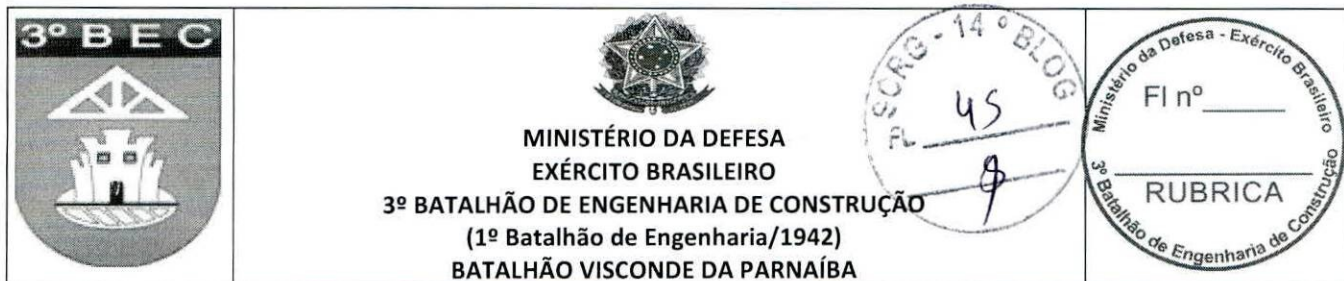 3º B E C
MINISTÉRIO DA DEFESA
EXÉRCITO BRASILEIRO
3º BATALHÃO DE ENGENHARIA DE CONSTRUÇÃO
(1º Batalhão de Engenharia/1942)
BATALHÃO VISCONDE DA PARNAÍBA
SCRG - 14º BLOG
FL 45
Ministério da Defesa - Exército Brasileiro
Fl nº______
RUBRICA
3º Batalhão de Engenharia de Construção